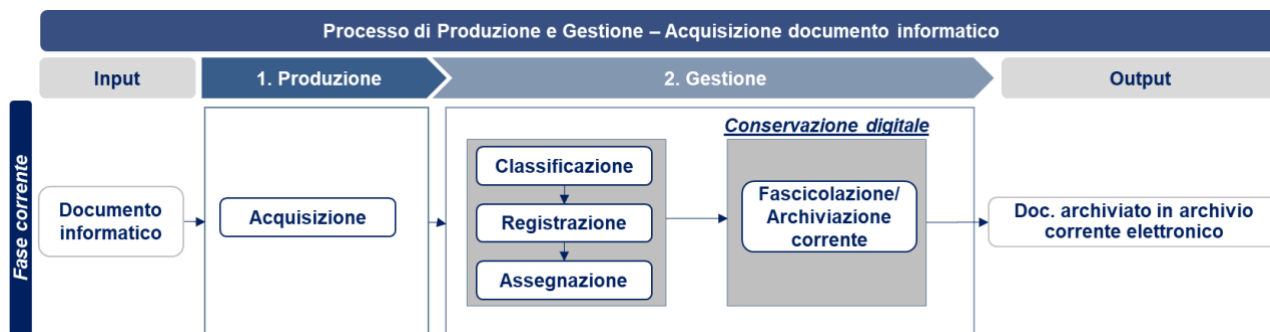 Processo di Produzione e Gestione – Acquisizione documento informatico
Input
1. Produzione
2. Gestione
Output
Fase corrente
Documento
informatico
Acquisizione
Classificazione
Registrazione
Assegnazione
Conservazione digitale
Fascicolazione/
Archiviazione
corrente
Doc. archiviato in archivio
corrente elettronico